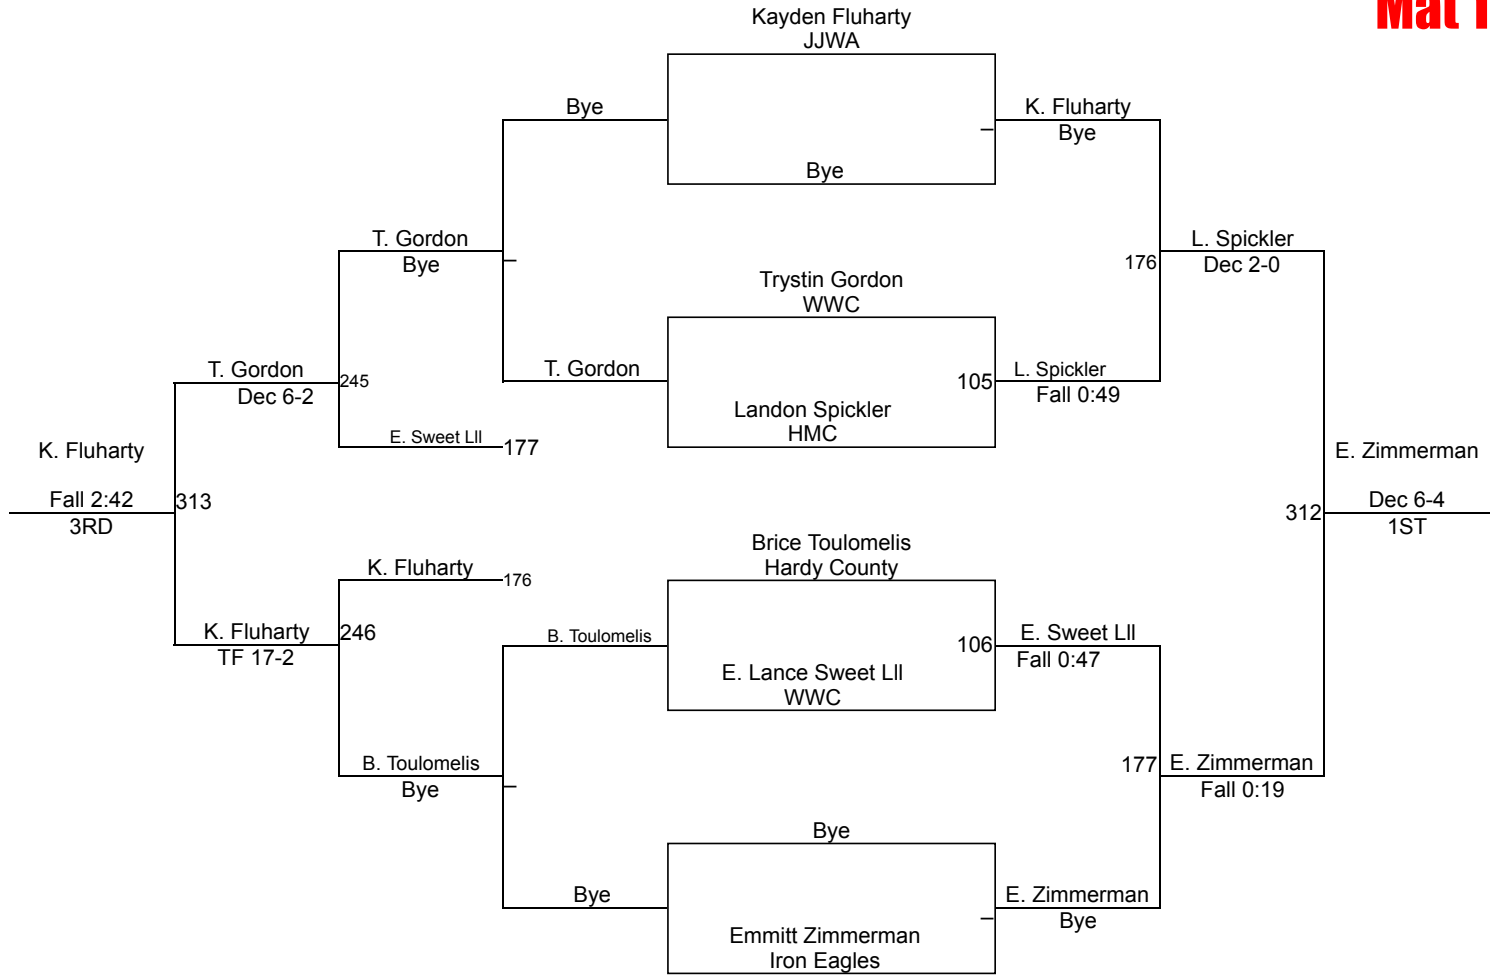 Mat 1
Kayden Fluharty
JJWA
Bye
K. Fluharty
Bye
Bye
T. Gordon
Bye
L. Spickler
Dec 2-0
176
Trystin Gordon
WWC
T. Gordon
Dec 6-2
245
T. Gordon
105
L. Spickler
Fall 0:49
Landon Spickler
HMC
E. Sweet Lll
177
K. Fluharty
Fall 2:42
3RD
313
E. Zimmerman
Dec 6-4
1ST
312
Brice Toulomelis
Hardy County
K. Fluharty
176
K. Fluharty
TF 17-2
246
B. Toulomelis
106
E. Sweet Lll
Fall 0:47
E. Lance Sweet Lll
WWC
B. Toulomelis
Bye
177
E. Zimmerman
Fall 0:19
Bye
Bye
E. Zimmerman
Bye
Emmitt Zimmerman
Iron Eagles